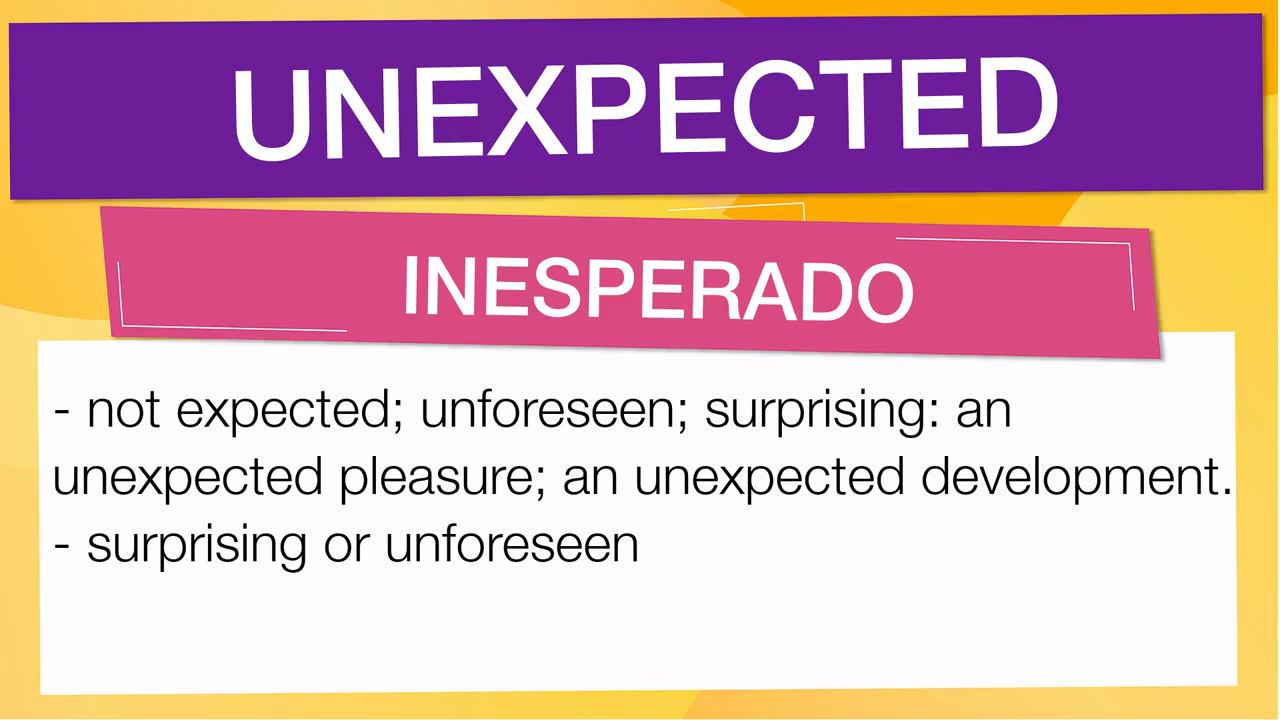 UNEXPECTED
INESPERADO
- not expected; unforeseen; surprising: an
unexpected pleasure; an unexpected development.
- surprising or unforeseen